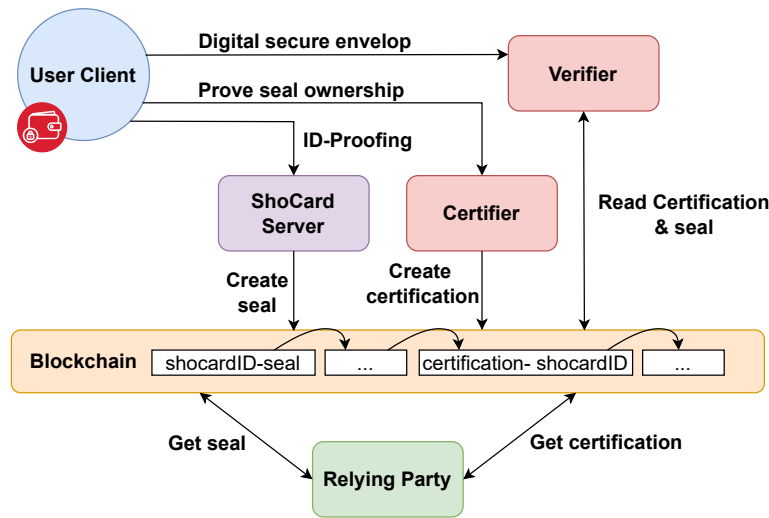 Digital secure envelop
User Client
Verifier
Prove seal ownership
ID-Proofing
ShoCard
Server
Certifier
Read Certification
& seal
Create
seal
Create
certification
Blockchain
shocardID-seal
...
certification- shocardID
...
Get seal
Get certification
Relying Party